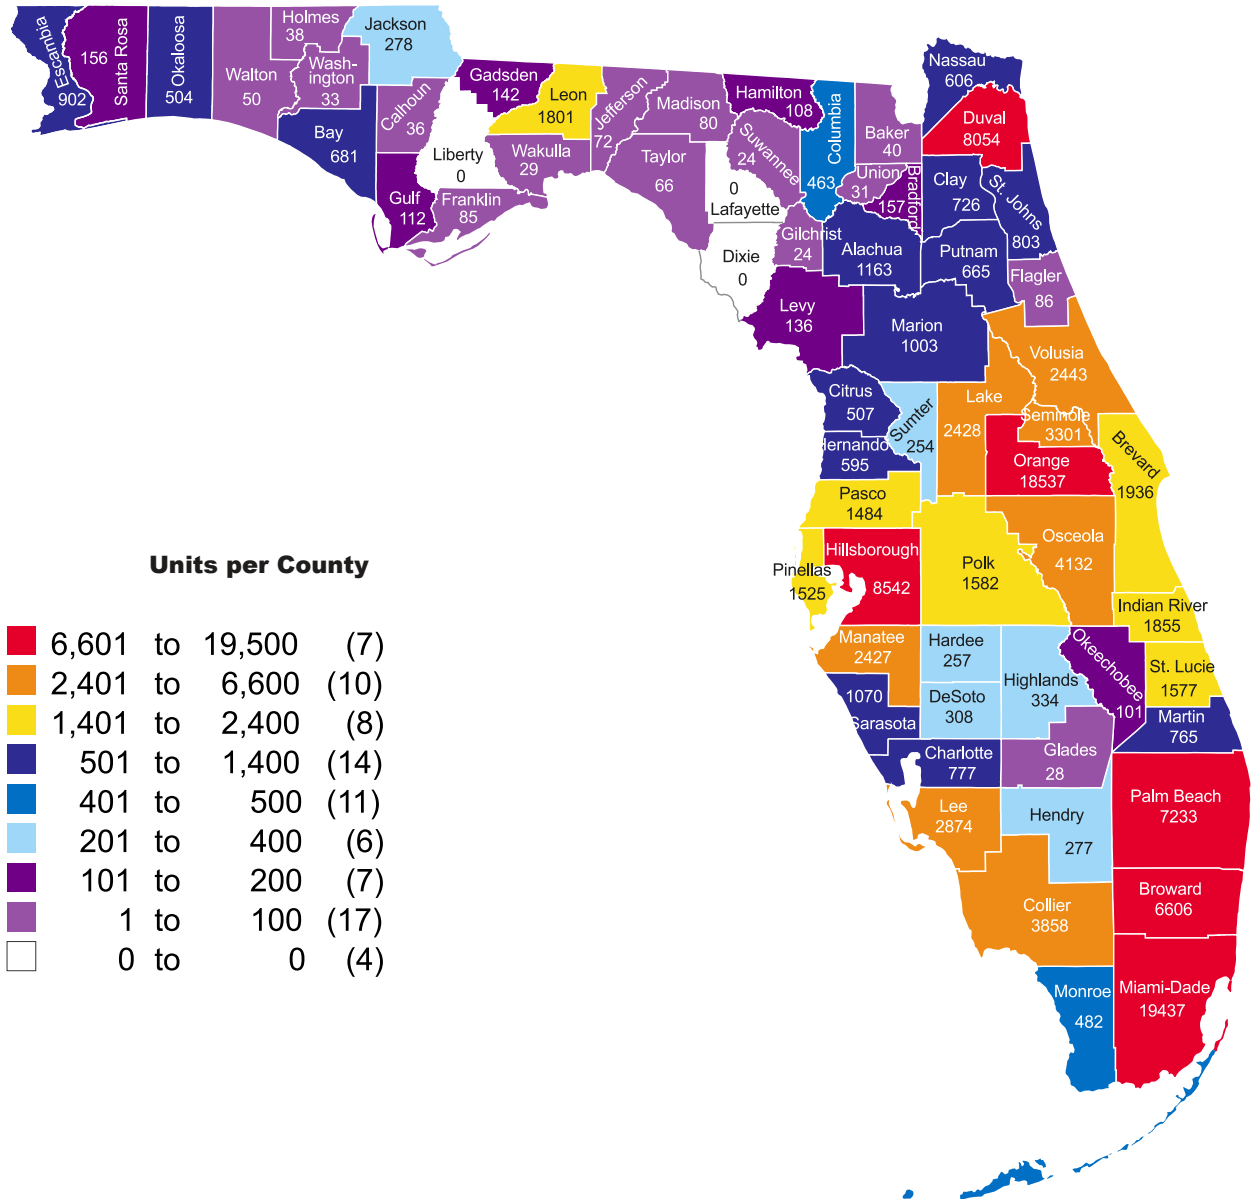 Escambia
902
156
Santa Rosa
Okaloosa
504
Walton
50
Holmes
38
Wash-
ington
33
Jackson
278
Bay
681
Calhoun
36
Gulf
112
Liberty
0
Gadsden
142
Franklin
85
Leon
1801
Wakulla
29
Jefferson
72
Madison
80
Taylor
66
Hamilton
108
Suwannee
24
0
Lafayette
Dixie
0
Columbia
463
Gilchrist
24
Baker
40
Union
31
Bradford
157
Nassau
606
Duval
8054
Clay
726
St. Johns
803
Alachua
1163
Putnam
665
Flagler
86
Levy
136
Marion
1003
Volusia
2443
Citrus
507
Sumter
254
Lake
2428
Seminole
3301
Hernando
595
Orange
18537
Brevard
1936
Pasco
1484
Pinellas
1525
Hillsborough
8542
Polk
1582
Osceola
4132
Indian River
1855
Manatee
2427
Hardee
257
Highlands
334
Okeechobee
101
St. Lucie
1577
1070
Sarasota
DeSoto
308
Martin
765
Charlotte
777
Glades
28
Lee
2874
Hendry
277
Palm Beach
7233
Collier
3858
Broward
6606
Monroe
482
Miami-Dade
19437
Units per County
6,601 to 19,500 (7)
2,401 to 6,600 (10)
1,401 to 2,400 (8)
501 to 1,400 (14)
401 to 500 (11)
201 to 400 (6)
101 to 200 (7)
1 to 100 (17)
0 to 0 (4)